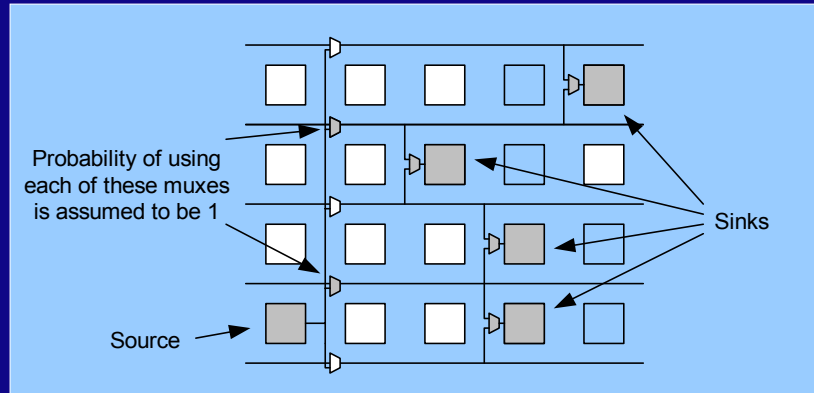 Probability of using
each of these muxes
is assumed to be 1
Sinks
Source